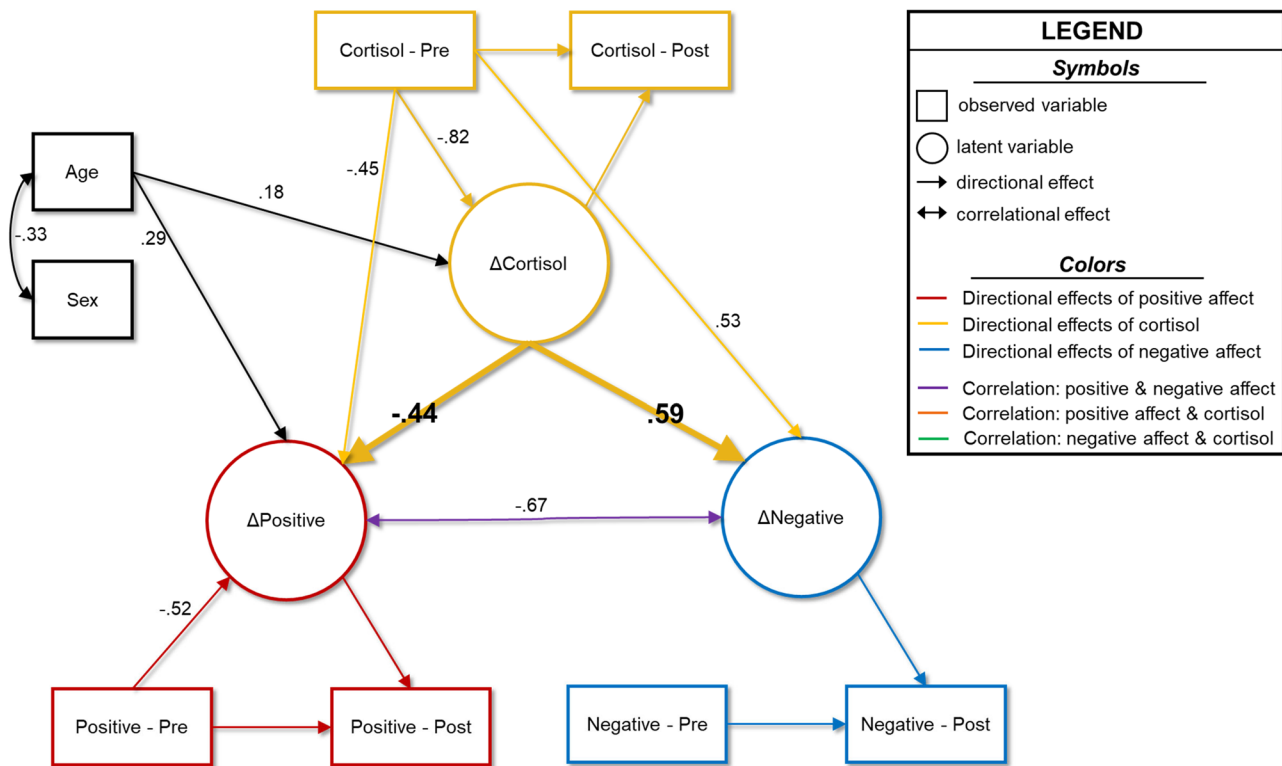 Cortisol - Pre
Cortisol - Post
-.82
-.45
Age
.18
-.33
.29
Sex
ΔCortisol
.53
-.44
.59
ΔPositive
-.67
ΔNegative
-.52
Positive - Pre
Positive - Post
Negative - Pre
Negative - Post
LEGEND
Symbols
observed variable
latent variable
directional effect
correlational effect
Colors
Directional effects of positive affect
Directional effects of cortisol
Directional effects of negative affect
Correlation: positive & negative affect
Correlation: positive affect & cortisol
Correlation: negative affect & cortisol